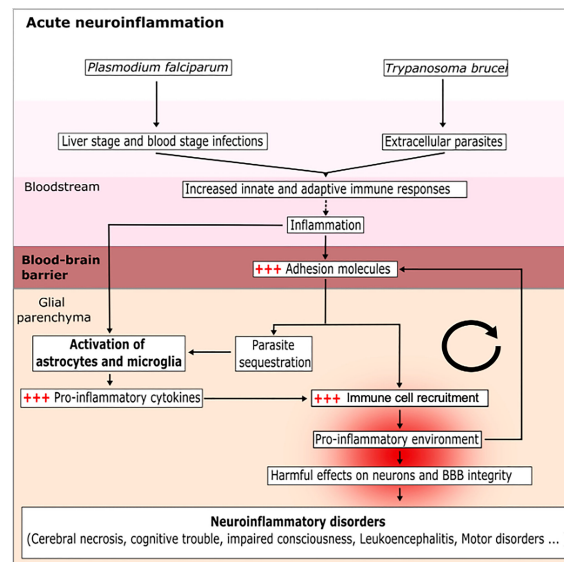 Acute neuroinflammation
Plasmodium falciparum
Trypanosoma brucei
Liver stage and blood stage infections
Extracellular parasites
Bloodstream
Increased innate and adaptive immune responses
Inflammation
Blood-brain
barrier
+++ Adhesion molecules
Glial
parenchyma
Activation of
astrocytes and microglia
Parasite
sequestration
+++ Pro-inflammatory cytokines
+++ Immune cell recruitment
Pro-inflammatory environment
Harmful effects on neurons and BBB integrity
Neuroinflammatory disorders
(Cerebral necrosis, cognitive trouble, impaired consciousness, Leukoencephalitis, Motor disorders ...